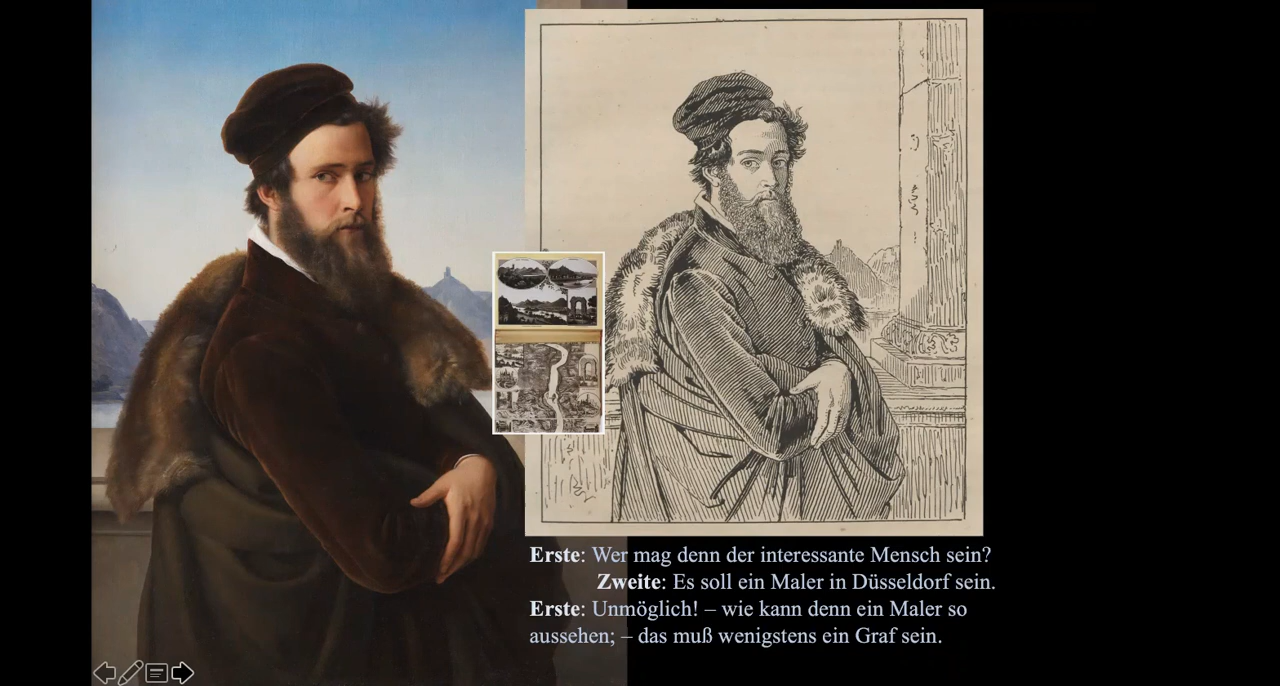 Erste: Wer mag denn der interessante Mensch sein?
Zweite: Es soll ein Maler in Düsseldorf sein.
Erste: Unmöglich! – wie kann denn ein Maler so
aussehen; – das muß wenigstens ein Graf sein.